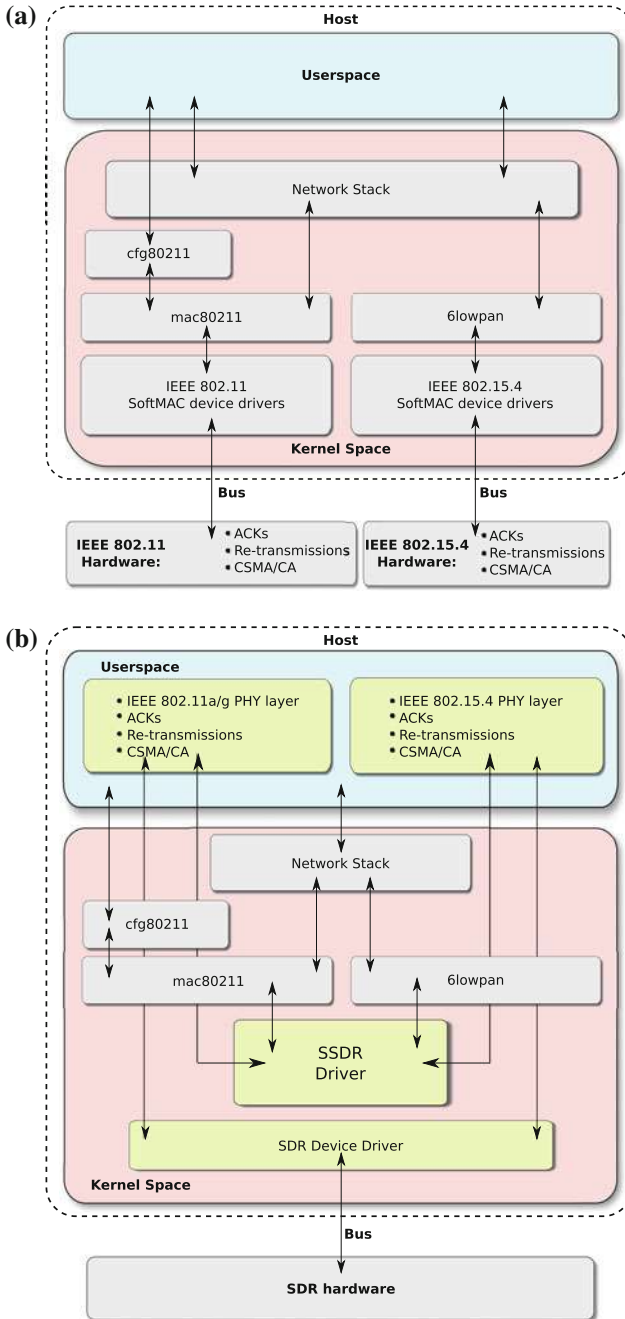 (a)
Host
Userspace
Network Stack
cfg80211
mac80211
6lowpan
IEEE 802.11
SoftMAC device drivers
IEEE 802.15.4
SoftMAC device drivers
Kernel Space
Bus
Bus
IEEE 802.11
Hardware:
• ACKs
• Re-transmissions
• CSMA/CA
IEEE 802.15.4
Hardware:
• ACKs
• Re-transmissions
• CSMA/CA
(b)
Host
Userspace
• IEEE 802.11a/g PHY layer
• ACKs
• Re-transmissions
• CSMA/CA
• IEEE 802.15.4 PHY layer
• ACKs
• Re-transmissions
• CSMA/CA
Network Stack
cfg80211
mac80211
6lowpan
SSDR
Driver
SDR Device Driver
Kernel Space
Bus
SDR hardware